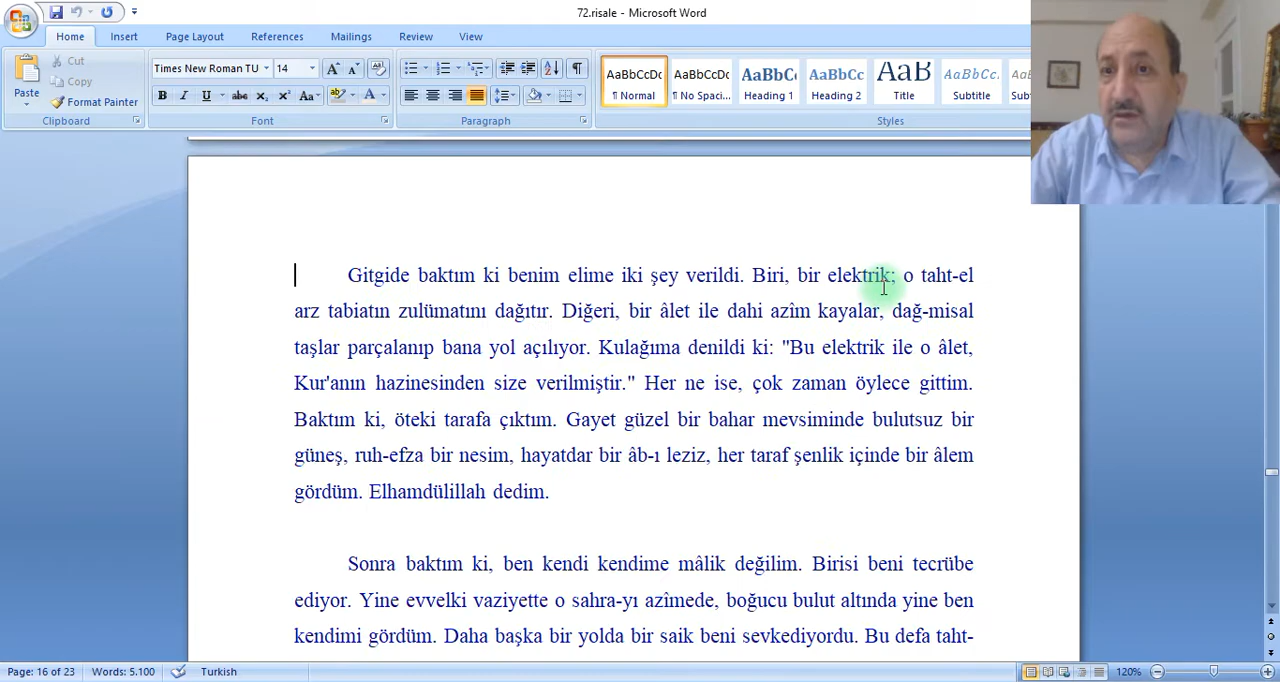 72.risale - Microsoft Word
Home Insert Page Layout References Mailings Review View
Paste
Cut
Copy
Format Painter
Clipboard
Times New Roman TU 14
Font
Paragraph
AaBbCcDc AaBbCcDc AaBbC AaBbCc AaB AaBbCc.
¶ Normal ¶ No Spaci... Heading 1 Heading 2 Title Subtitle
Styles
Gitgide baktım ki benim elime iki şey verildi. Biri, bir elektrik; o taht-el
arz tabiatın zulümatını dağıtır. Diğeri, bir âlet ile dahi azîm kayalar, dağ-misal
taşlar parçalanıp bana yol açılıyor. Kulağıma denildi ki: "Bu elektrik ile o âlet,
Kur'anın hazinesinden size verilmiştir." Her ne ise, çok zaman öylece gittim.
Baktım ki, öteki tarafa çıktım. Gayet güzel bir bahar mevsiminde bulutsuz bir
güneş, ruh-efza bir nesim, hayatdar bir âb-ı leziz, her taraf şenlik içinde bir âlem
gördüm. Elhamdülillah dedim.
Sonra baktım ki, ben kendi kendime mâlik değilim. Birisi beni tecrübe
ediyor. Yine evvelki vaziyette o sahra-yı azîmede, boğucu bulut altında yine ben
kendimi gördüm. Daha başka bir yolda bir saik beni sevkediyordu. Bu defa taht-
Page: 16 of 23 Words: 5.100 Turkish 120%